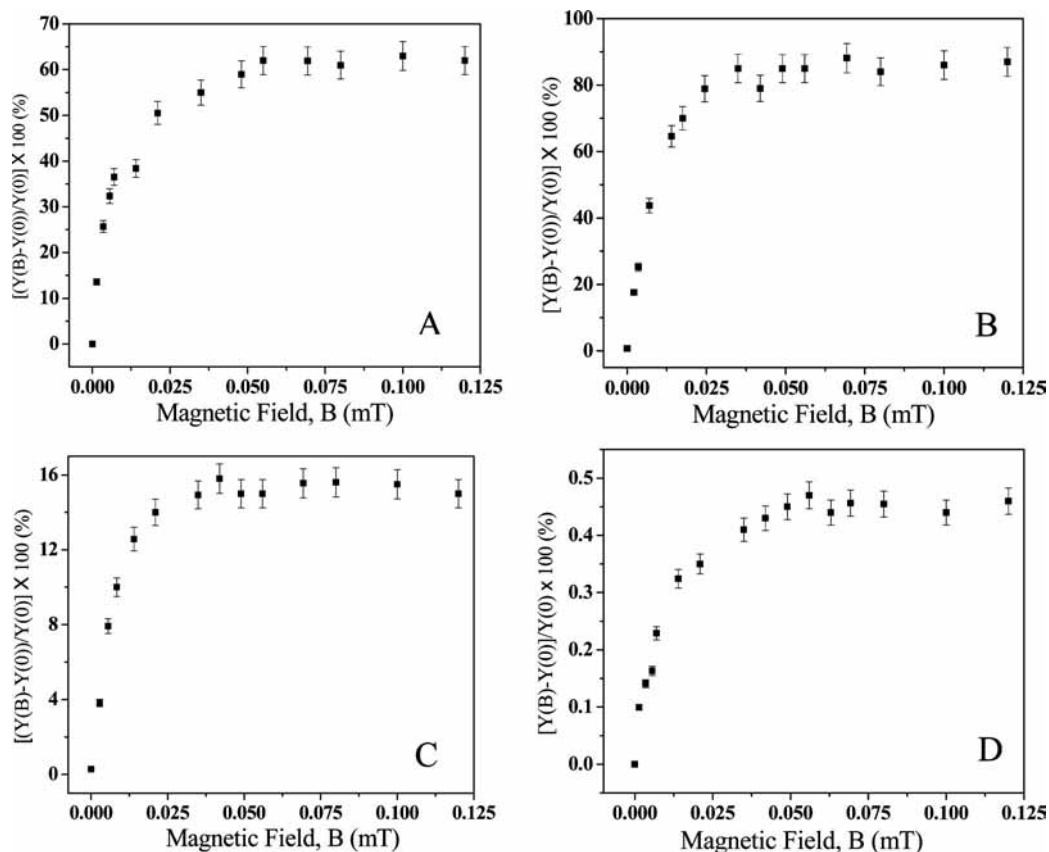 70
60
50
40
30
20
10
0
[(Y(B)-Y(0))/Y(0)] X 100 (%)
A
0.000 0.025 0.050 0.075 0.100 0.125
Magnetic Field, B (mT)
100
80
60
40
20
0
[Y(B)-Y(0))/Y(0)] X 100 (%)
B
0.000 0.025 0.050 0.075 0.100 0.125
Magnetic Field, B (mT)
16
12
8
4
0
[(Y(B)-Y(0))/Y(0)] X 100 (%)
C
0.000 0.025 0.050 0.075 0.100 0.125
Magnetic Field, B (mT)
0.5
0.4
0.3
0.2
0.1
0.0
[Y(B)-Y(0)]/Y(0) x 100 (%)
D
0.000 0.025 0.050 0.075 0.100 0.125
Magnetic Field, B (mT)